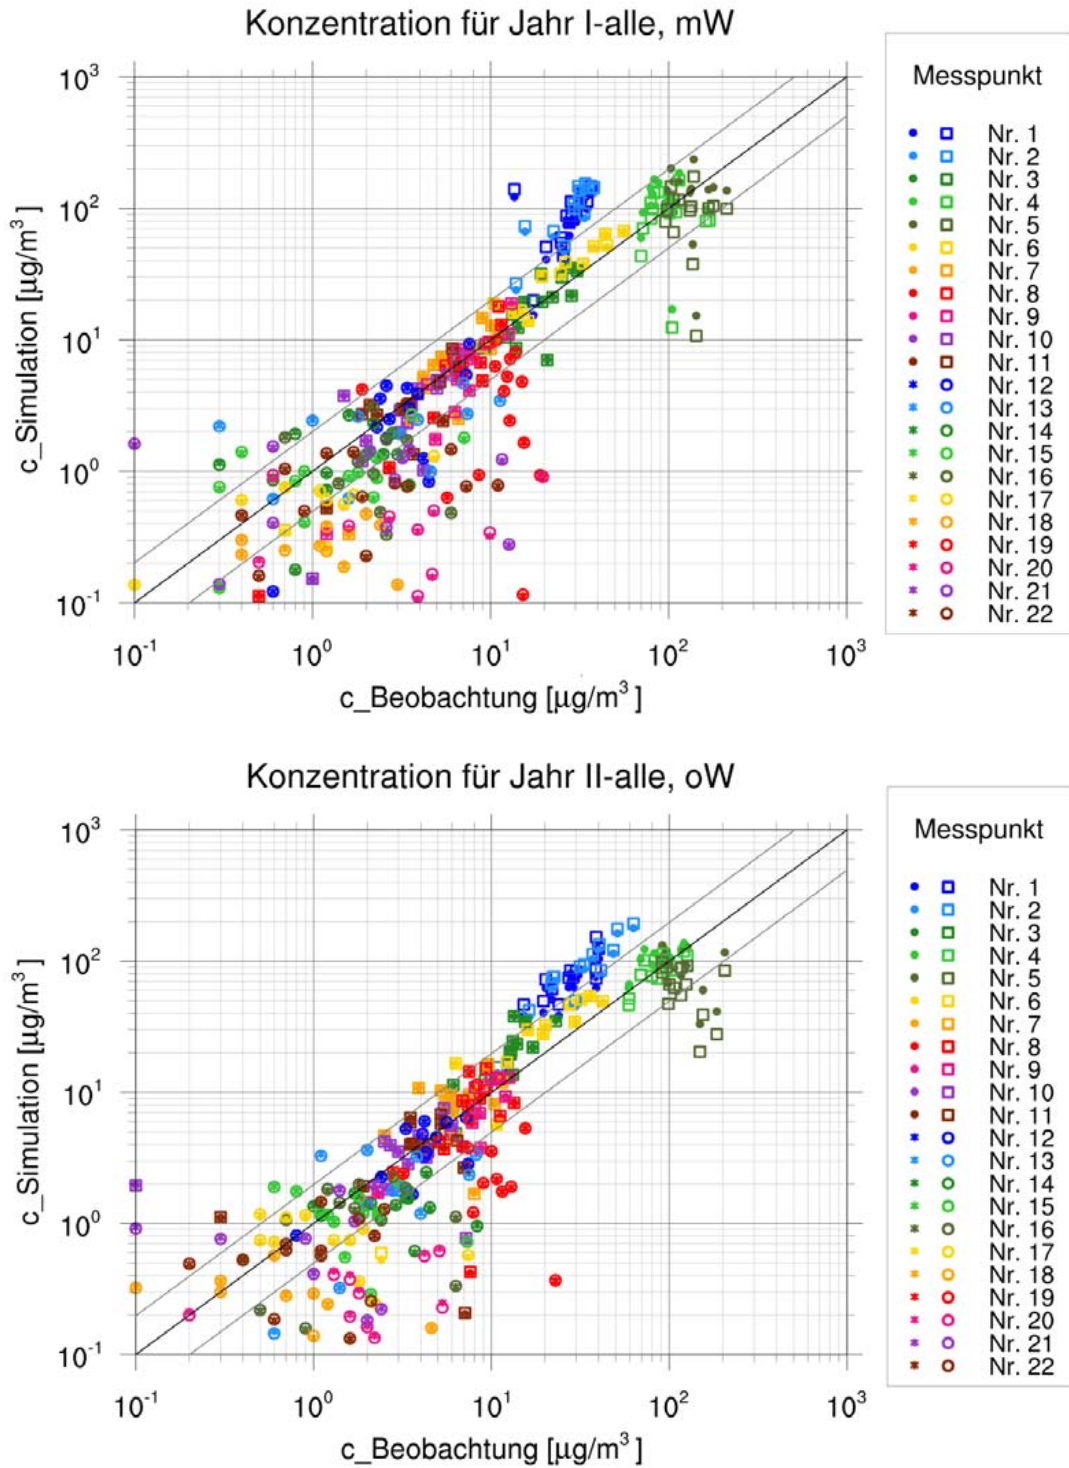 Konzentration für Jahr I-alle, mW
c_Simulation [μg/m³]
10³
10²
10¹
10⁰
10⁻¹
10⁻¹ 10⁰ 10¹ 10² 10³
c_Beobachtung [μg/m³]
Messpunkt
Nr. 1
Nr. 2
Nr. 3
Nr. 4
Nr. 5
Nr. 6
Nr. 7
Nr. 8
Nr. 9
Nr. 10
Nr. 11
Nr. 12
Nr. 13
Nr. 14
Nr. 15
Nr. 16
Nr. 17
Nr. 18
Nr. 19
Nr. 20
Nr. 21
Nr. 22
Konzentration für Jahr II-alle, oW
c_Simulation [μg/m³]
10³
10²
10¹
10⁰
10⁻¹
10⁻¹ 10⁰ 10¹ 10² 10³
c_Beobachtung [μg/m³]
Messpunkt
Nr. 1
Nr. 2
Nr. 3
Nr. 4
Nr. 5
Nr. 6
Nr. 7
Nr. 8
Nr. 9
Nr. 10
Nr. 11
Nr. 12
Nr. 13
Nr. 14
Nr. 15
Nr. 16
Nr. 17
Nr. 18
Nr. 19
Nr. 20
Nr. 21
Nr. 22